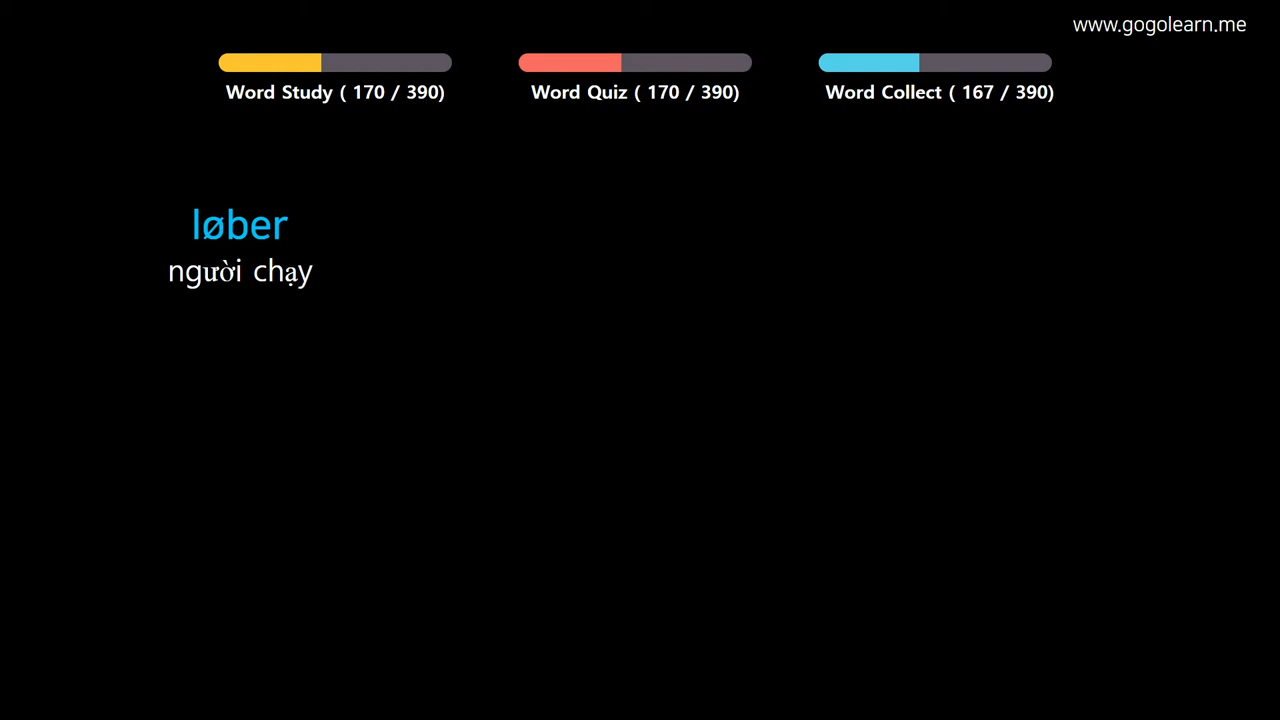 www.gogolearn.me
Word Study ( 170 / 390)
Word Quiz ( 170 / 390)
Word Collect ( 167 / 390)
løber
người chạy